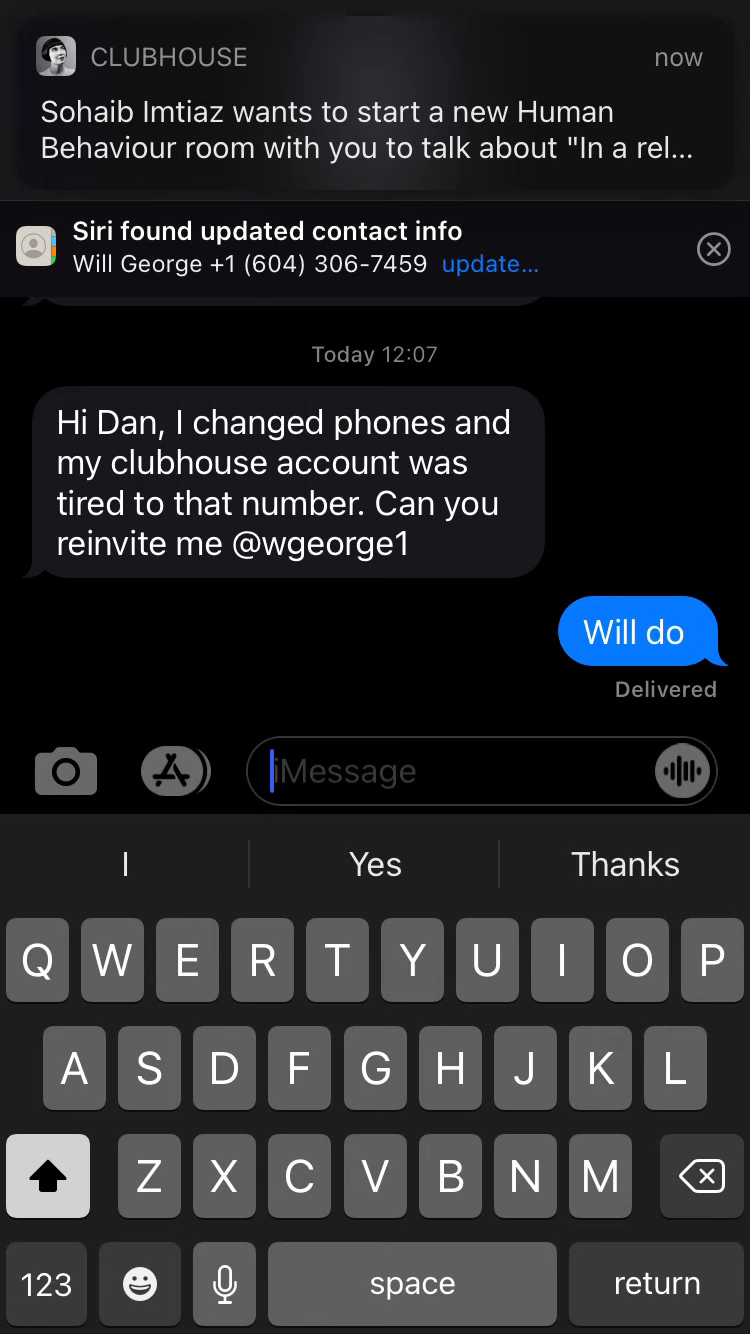 CLUBHOUSE now
Sohaib Imtiaz wants to start a new Human
Behaviour room with you to talk about "In a rel...
Siri found updated contact info
Will George +1 (604) 306-7459 update...
Today 12:07
Hi Dan, I changed phones and
my clubhouse account was
tired to that number. Can you
reinvite me @wgeorge1
Will do
Delivered
iMessage
I Yes Thanks
Q W E R T Y U I O P
A S D F G H J K L
Z X C V B N M
123 space return